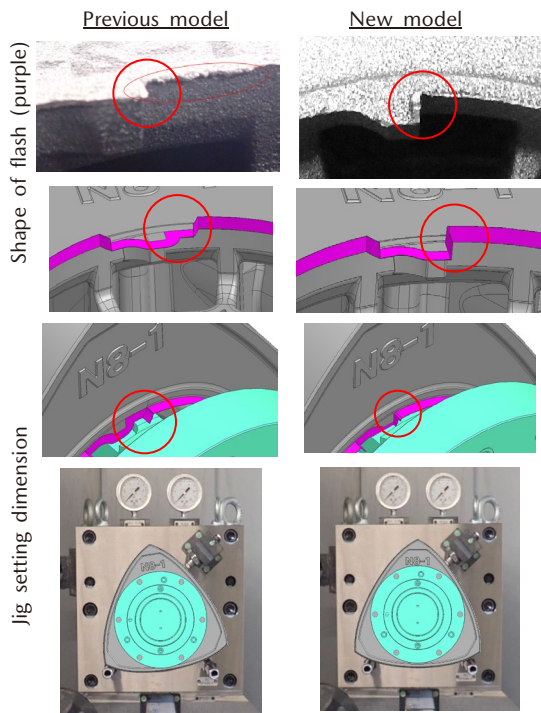 Previous model
New model
Shape of flash (purple)
N8-1
N8-1
Jig setting dimension
N8-1
N8-1
N8-1
N8-1